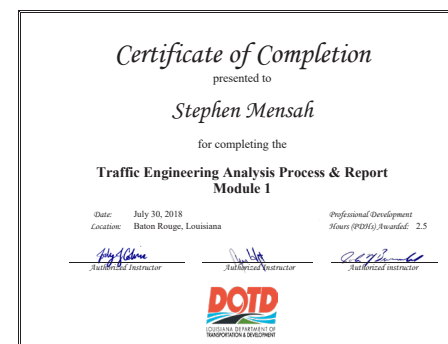 Certificate of Completion
presented to
Stephen Mensah
for completing the
Traffic Engineering Analysis Process & Report
Module 1
Date: July 30, 2018
Professional Development
Location: Baton Rouge, Louisiana
Hours (PDHs) Awarded: 2.5
Authorized Instructor
Authorized Instructor
Authorized instructor
DOTD
LOUISIANA DEPARTMENT OF
TRANSPORTATION & DEVELOPMENT